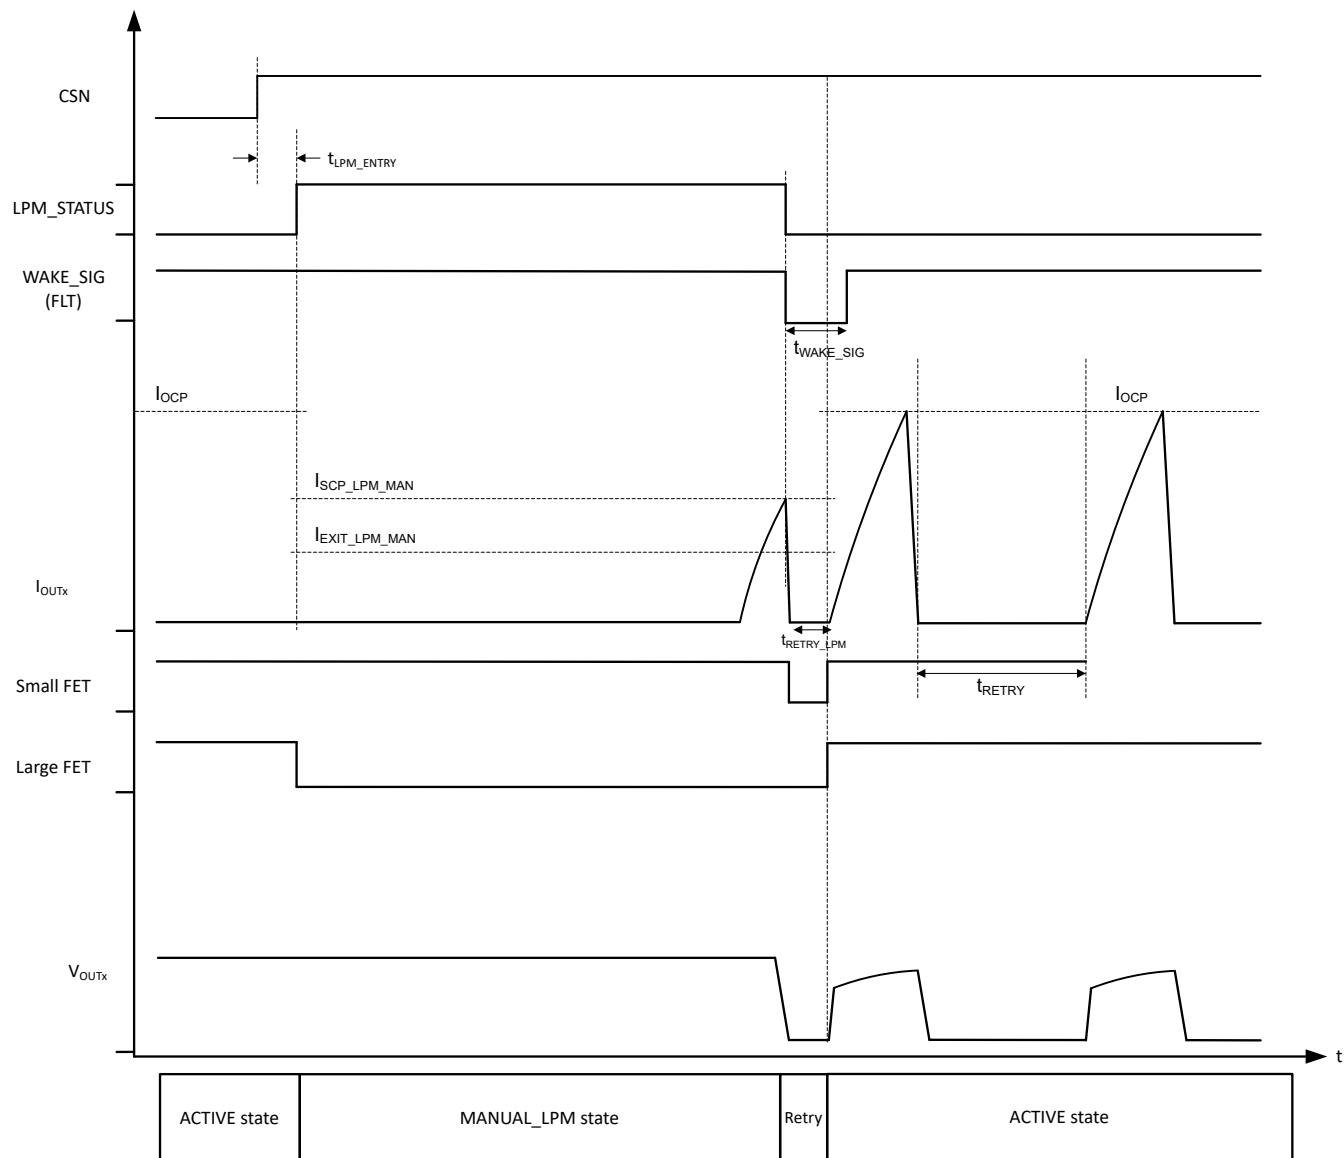 CSN
tLPM_ENTRY
LPM_STATUS
WAKE_SIG
(FLT)
tWAKE_SIG
IOCP
IOCP
ISCP_LPM_MAN
IEXIT_LPM_MAN
IOUTx
tRETRY_LPM
Small FET
tRETRY
Large FET
VOUTx
t
ACTIVE state
MANUAL_LPM state
Retry
ACTIVE state